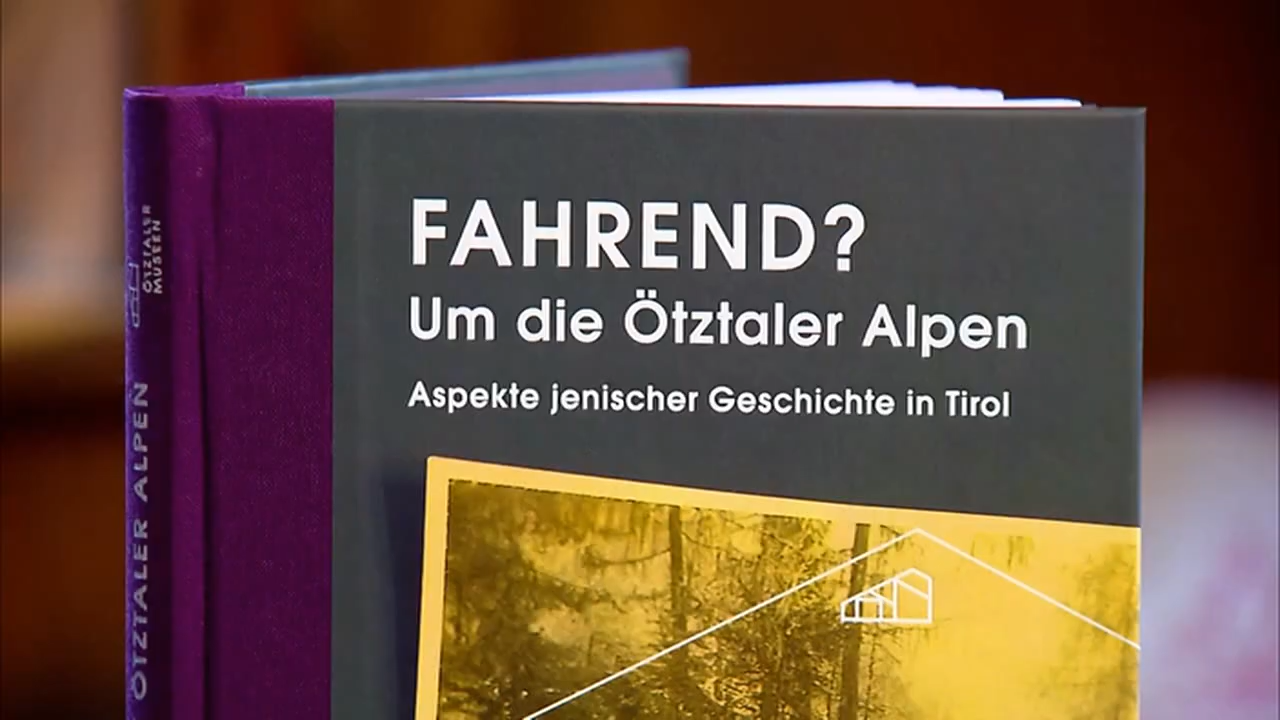 FAHREND?
Um die Ötztaler Alpen
Aspekte jenischer Geschichte in Tirol
ÖTZTALER
MUSEEN
ÖTZTALER ALPEN